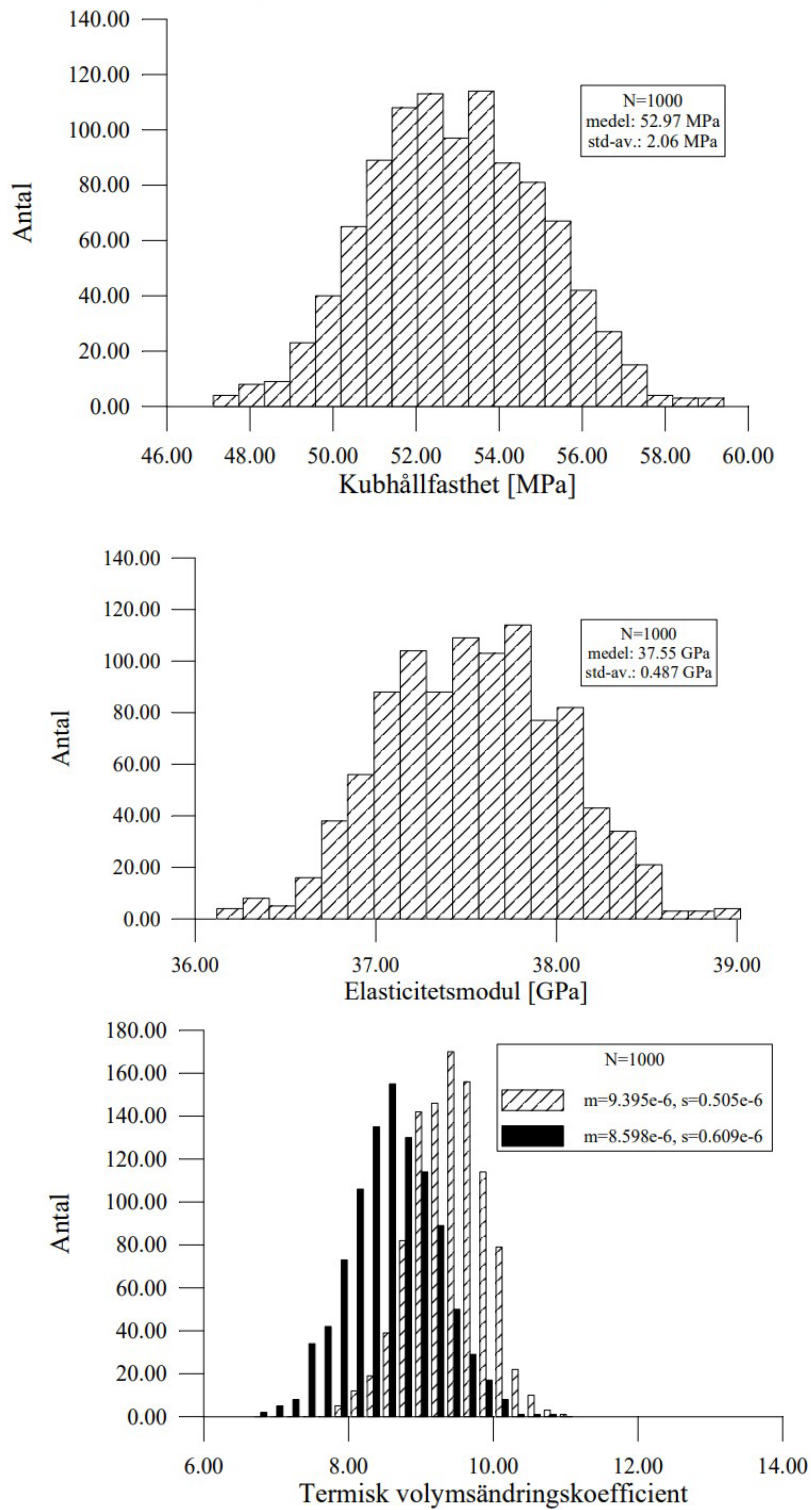 140.00
120.00
100.00
80.00
60.00
40.00
20.00
0.00
Antal
N=1000
medel: 52.97 MPa
std-av.: 2.06 MPa
46.00 48.00 50.00 52.00 54.00 56.00 58.00 60.00
Kubhållfasthet [MPa]
140.00
120.00
100.00
80.00
60.00
40.00
20.00
0.00
Antal
N=1000
medel: 37.55 GPa
std-av.: 0.487 GPa
36.00 37.00 38.00 39.00
Elasticitetsmodul [GPa]
180.00
160.00
140.00
120.00
100.00
80.00
60.00
40.00
20.00
0.00
Antal
N=1000
m=9.395e-6, s=0.505e-6
m=8.598e-6, s=0.609e-6
6.00 8.00 10.00 12.00 14.00
Termisk volymsändringskoefficient